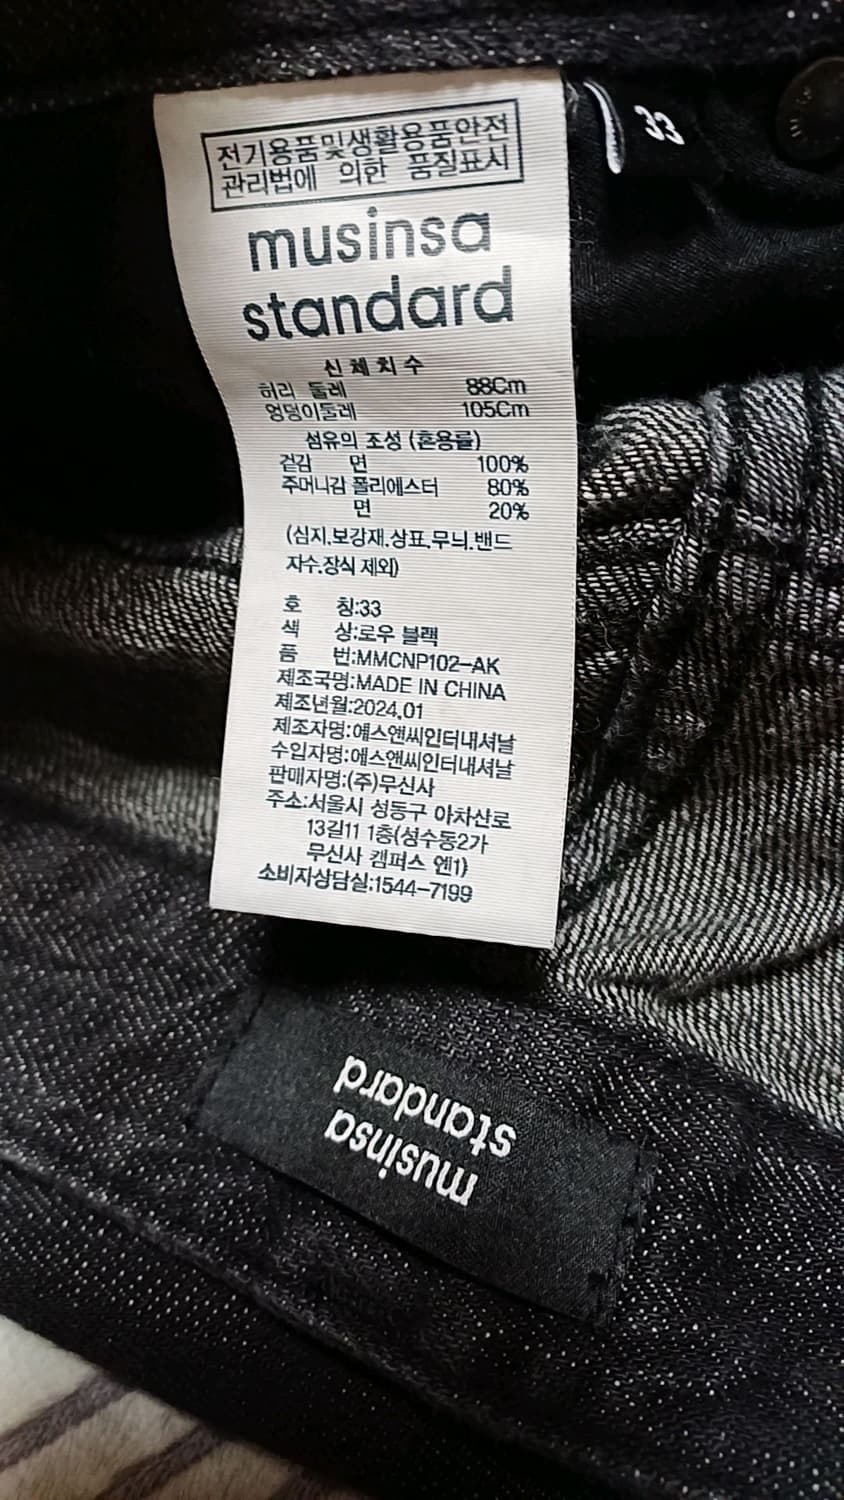 전기용품및생활용품안전
관리법에 의한 품질표시
musinsa
standard
신체치수
허리 둘레 88Cm
엉덩이둘레 105Cm
섬유의 조성 (혼용률)
겉감 면 100%
주머니감 폴리에스터 80%
면 20%
(심지.보강재.상표.무늬.밴드
자수.장식 제외)
호 칭:33
색 상:로우 블랙
품 번:MMCNP102-AK
제조국명:MADE IN CHINA
제조년월:2024.01
제조자명:에스앤씨인터내셔날
수입자명:에스앤씨인터내셔날
판매자명:(주)무신사
주소:서울시 성동구 아차산로
13길11 1층(성수동2가
무신사 캠퍼스 엔1)
소비자상담실:1544-7199
33
musinsa
standard